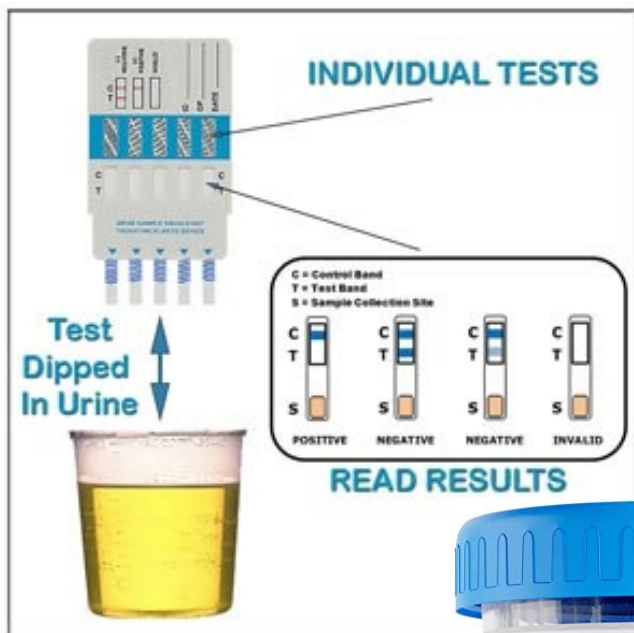 INDIVIDUAL TESTS
C C
T T
Test
Dipped
In Urine
C = Control Band
T = Test Band
S = Sample Collection Site
C C C C
T T T T
S S S S
POSITIVE NEGATIVE NEGATIVE INVALID
READ RESULTS